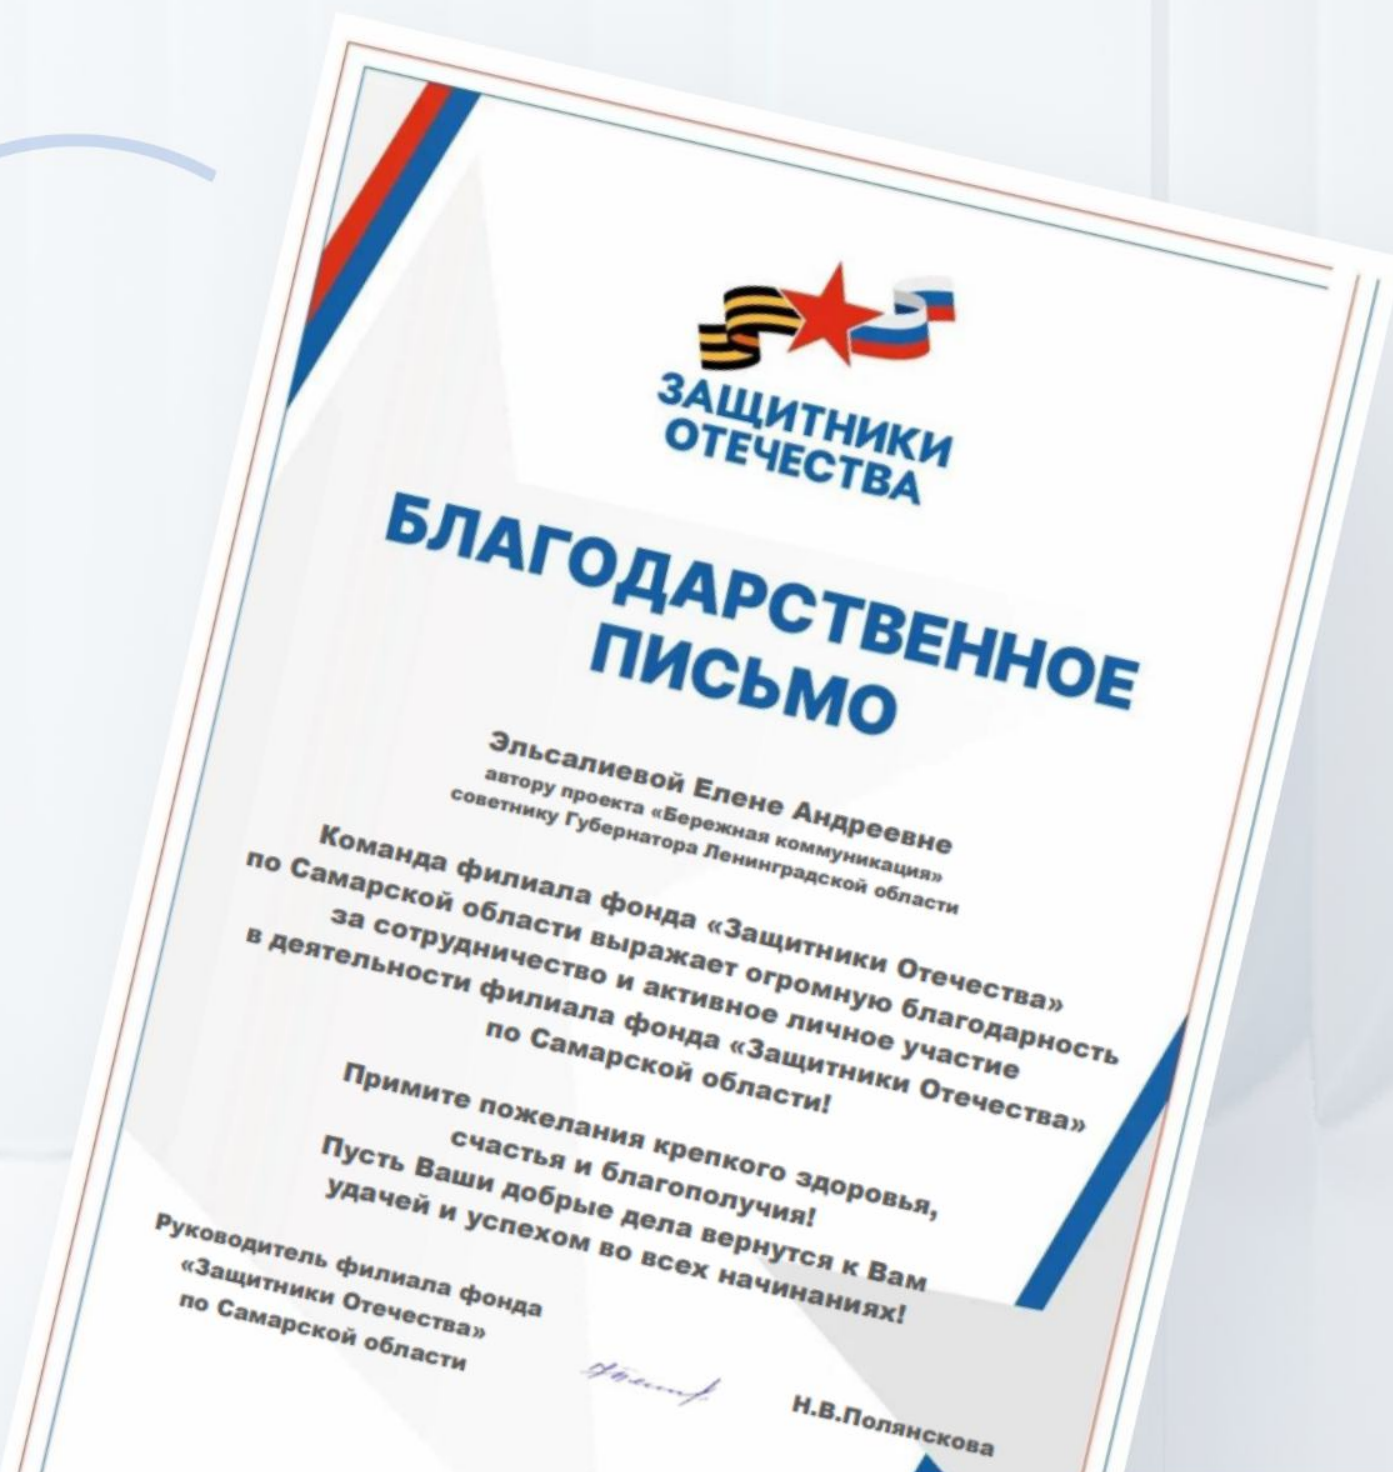 ЗАЩИТНИКИ
ОТЕЧЕСТВА
БЛАГОДАРСТВЕННОЕ
ПИСЬМО
Эльсалиевой Елене Андреевне
автору проекта «Бережная коммуникация»
советнику Губернатора Ленинградской области
Команда филиала фонда «Защитники Отечества»
по Самарской области выражает огромную благодарность
за сотрудничество и активное личное участие
в деятельности филиала фонда «Защитники Отечества»
по Самарской области!
Примите пожелания крепкого здоровья,
счастья и благополучия!
Пусть Ваши добрые дела вернутся к Вам
удачей и успехом во всех начинаниях!
Руководитель филиала фонда
«Защитники Отечества»
по Самарской области
Н.В.Полянскова